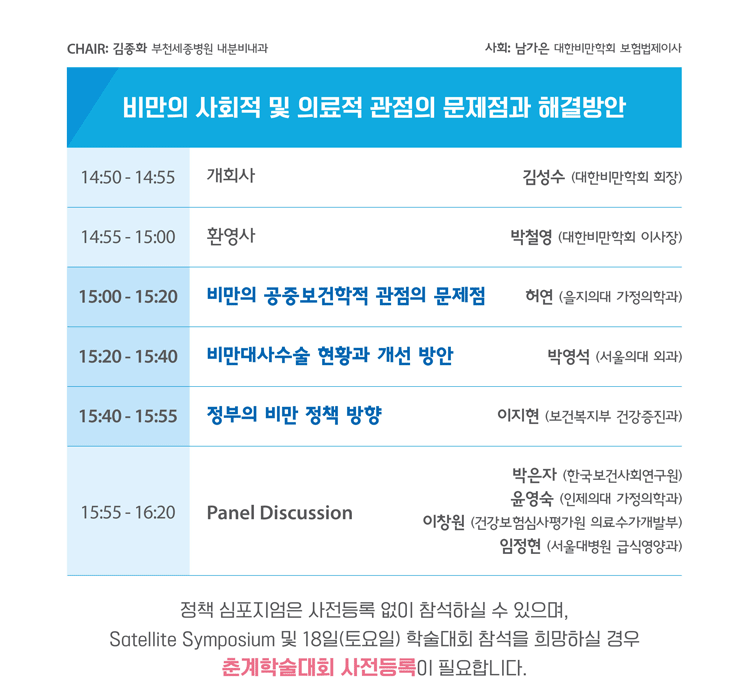 CHAIR: 김종화 부천세종병원 내분비내과
사회: 남가은 대한비만학회 보험법제이사
비만의 사회적 및 의료적 관점의 문제점과 해결방안
14:50 - 14:55 개회사 김성수 (대한비만학회 회장)
14:55 - 15:00 환영사 박철영 (대한비만학회 이사장)
15:00 - 15:20 비만의 공중보건학적 관점의 문제점 허연 (을지의대 가정의학과)
15:20 - 15:40 비만대사수술 현황과 개선 방안 박영석 (서울의대 외과)
15:40 - 15:55 정부의 비만 정책 방향 이지현 (보건복지부 건강증진과)
15:55 - 16:20 Panel Discussion
박은자 (한국보건사회연구원)
윤영숙 (인제의대 가정의학과)
이창원 (건강보험심사평가원 의료수가개발부)
임정현 (서울대병원 급식영양과)
정책 심포지엄은 사전등록 없이 참석하실 수 있으며,
Satellite Symposium 및 18일(토요일) 학술대회 참석을 희망하실 경우
춘계학술대회 사전등록이 필요합니다.